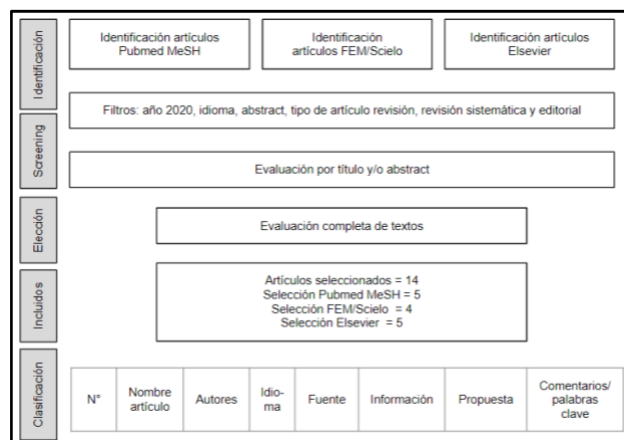 Identificación
Identificación artículos
Pubmed MeSH
Identificación
artículos FEM/Scielo
Identificación artículos
Elsevier
Filtros: año 2020, idioma, abstract, tipo de artículo revisión, revisión sistemática y editorial
Screening
Evaluación por título y/o abstract
Elección
Evaluación completa de textos
Incluidos
Artículos seleccionados = 14
Selección Pubmed MeSH = 5
Selección FEM/Scielo = 4
Selección Elsevier = 5
Clasificación
N°
Nombre
artículo
Autores
Idio-
ma
Fuente
Información
Propuesta
Comentarios/
palabras
clave